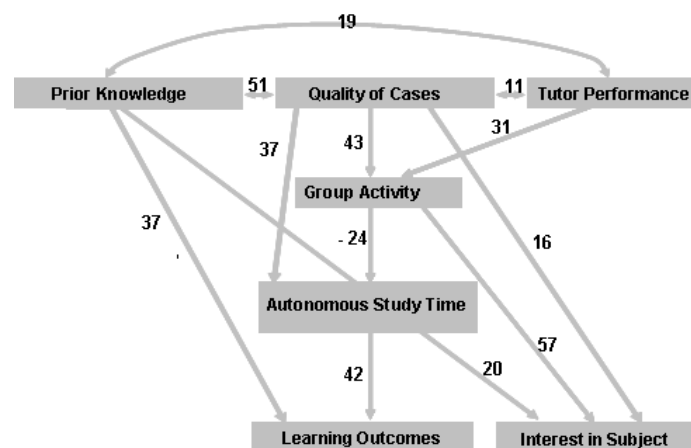 19
Prior Knowledge
51
Quality of Cases
11
Tutor Performance
37
43
31
Group Activity
37
- 24
16
Autonomous Study Time
42
20
57
Learning Outcomes
Interest in Subject